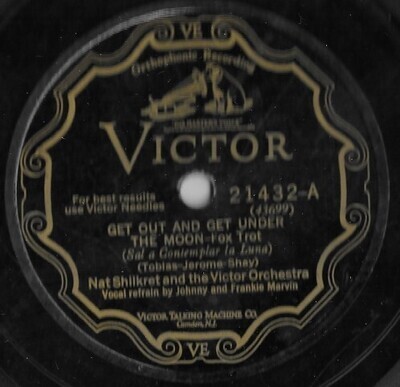 VE
Orthophonic Recording
"HIS MASTER'S VOICE"
VICTOR
For best results
use Victor Needles
21432-A
(43699)
GET OUT AND GET UNDER
THE MOON-Fox Trot
(Sal a Contemplar la Luna)
(Tobias-Jerome-Shay)
Nat Shilkret and the Victor Orchestra
Vocal refrain by Johnny and Frankie Marvin
VICTOR TALKING MACHINE CO.
Camden, N.J.
VE